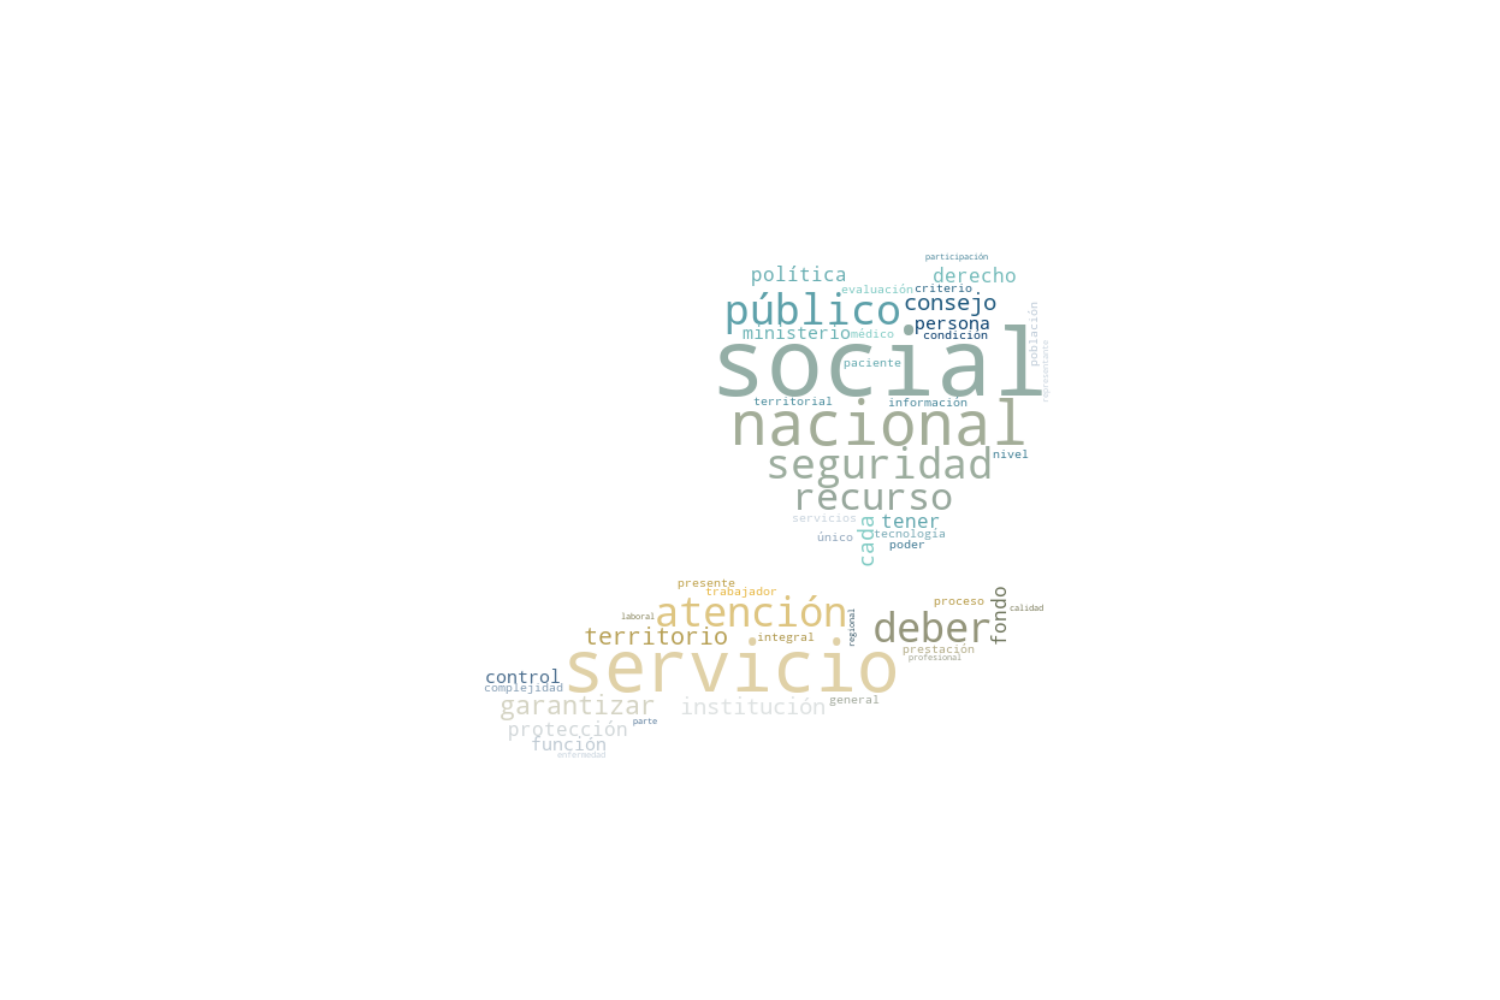 participación
política
derecho
evaluación
criterio
público
consejo
persona
ministerio
médico
condición
población
social
representante
paciente
territorial
información
nacional
seguridad
nivel
recurso
servicios
cada
tener
tecnología
único
poder
presente
trabajador
atención
laboral
regional
proceso
fondo
calidad
deber
territorio
integral
prestación
profesional
servicio
control
complejidad
garantizar
institución
general
parte
protección
función
enfermedad